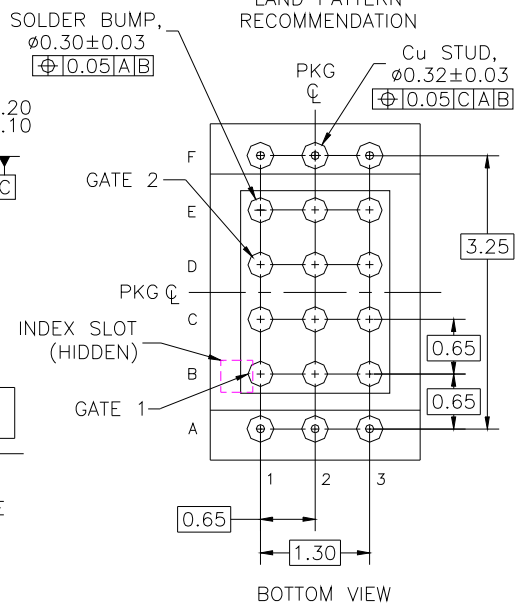 LAND PATTERN
RECOMMENDATION
SOLDER BUMP,
⌀0.30±0.03
⌖ 0.05 A B
Cu STUD,
⌀0.32±0.03
⌖ 0.05 C A B
PKG
℄
.20
.10
C
F
GATE 2
E
D
3.25
PKG ℄
C
INDEX SLOT
(HIDDEN)
0.65
B
0.65
GATE 1
A
1 2 3
0.65
1.30
BOTTOM VIEW